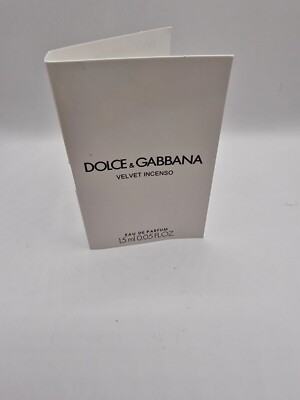 DOLCE & GABBANA
VELVET INCENSO
EAU DE PARFUM
1,5 ml 0.05 FL.OZ